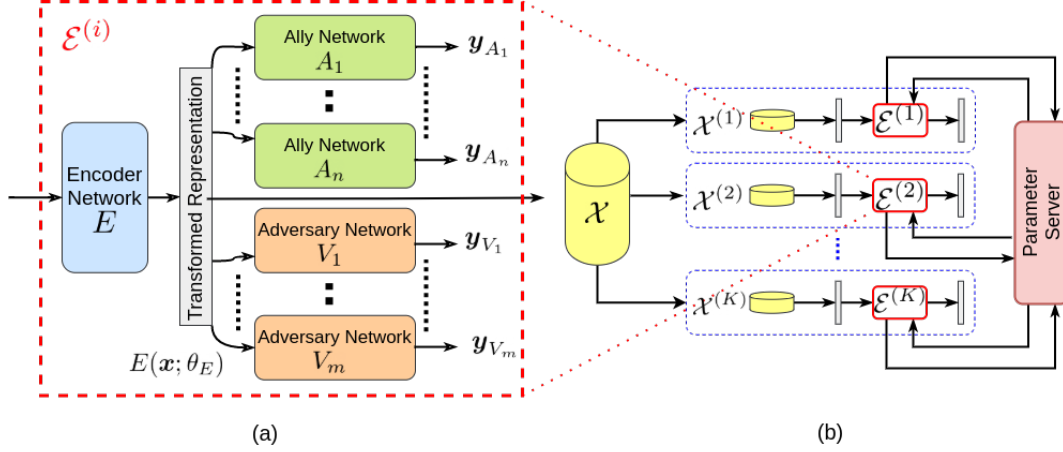 𝓔^(i)
Encoder
Network
E
Transformed Representation
E(𝒙; θ_E)
Ally Network
A_1
𝒚_{A_1}
Ally Network
A_n
𝒚_{A_n}
Adversary Network
V_1
𝒚_{V_1}
Adversary Network
V_m
𝒚_{V_m}
(a)
𝒳
𝒳^(1)
𝓔^(1)
𝒳^(2)
𝓔^(2)
𝒳^(K)
𝓔^(K)
Parameter
Server
(b)